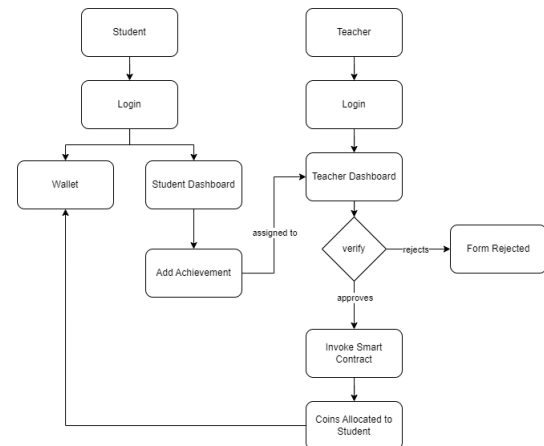 Student
Teacher
Login
Login
Wallet
Student Dashboard
Teacher Dashboard
assigned to
verify
rejects
Form Rejected
Add Achievement
approves
Invoke Smart
Contract
Coins Allocated to
Student